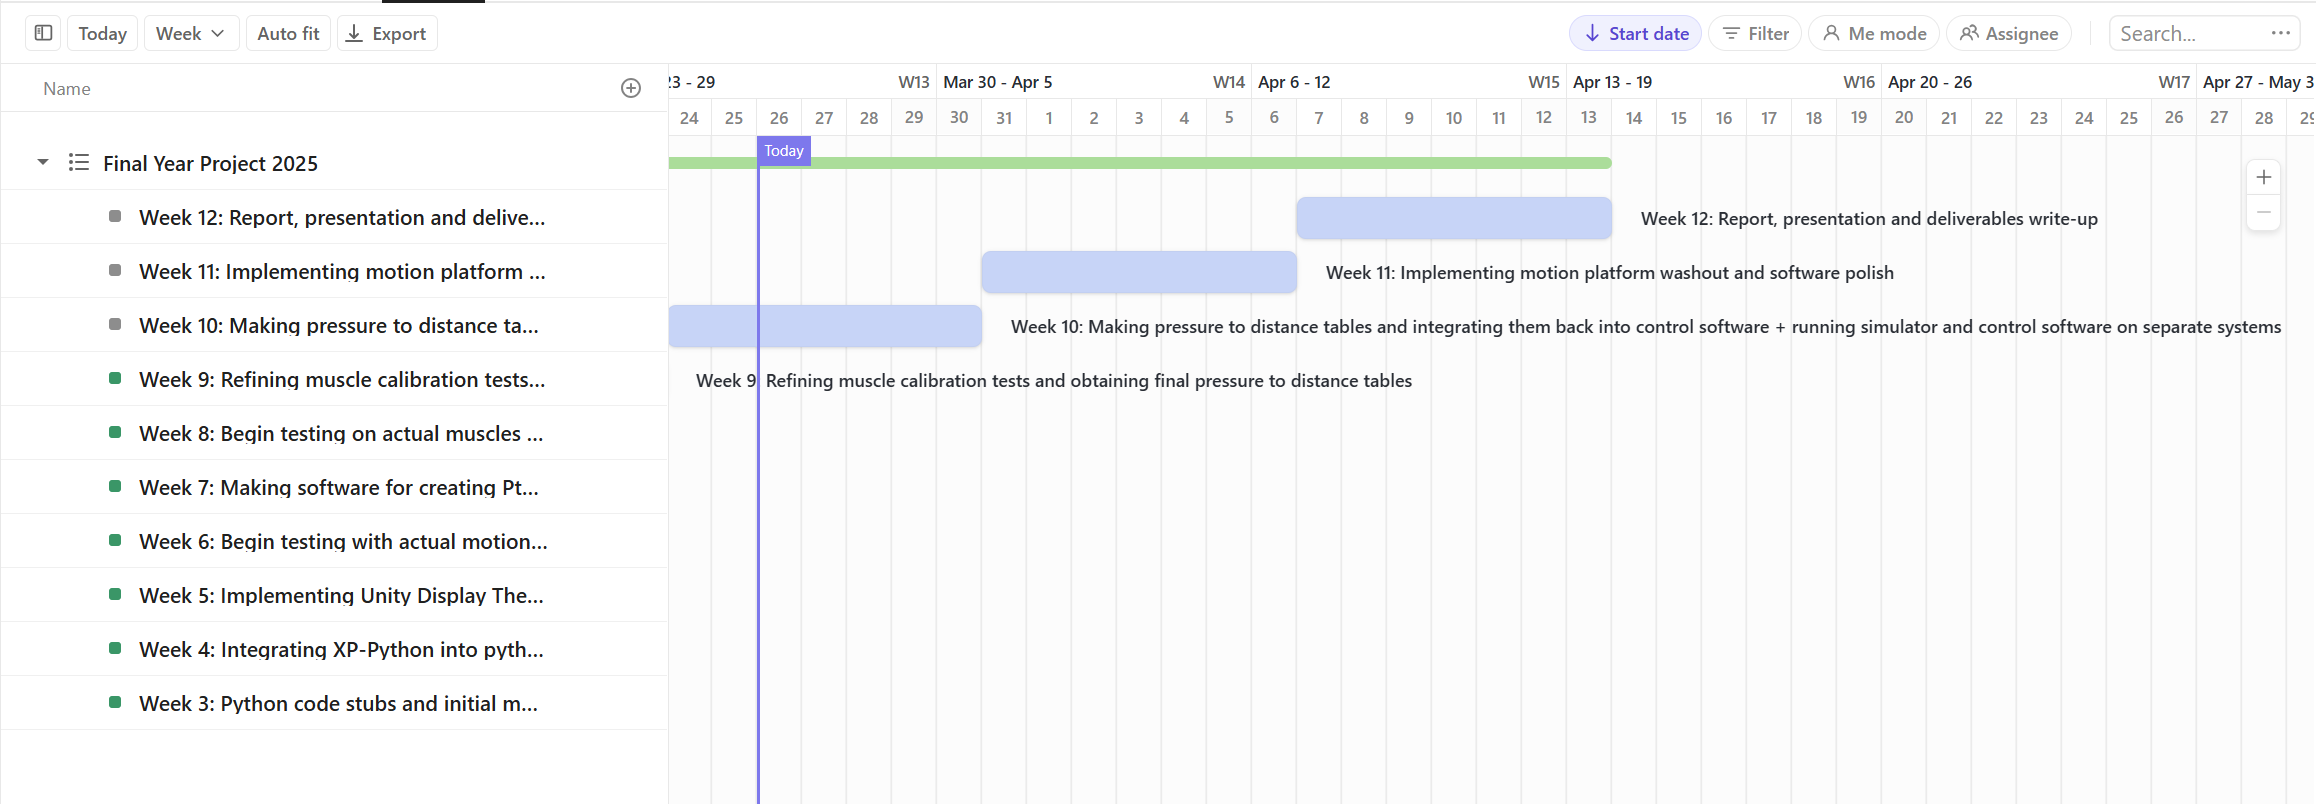 Today Week Auto fit Export Start date Filter Me mode Assignee Search...
Name
23 - 29 W13 Mar 30 - Apr 5 W14 Apr 6 - 12 W15 Apr 13 - 19 W16 Apr 20 - 26 W17 Apr 27 - May 3
24 25 26 27 28 29 30 31 1 2 3 4 5 6 7 8 9 10 11 12 13 14 15 16 17 18 19 20 21 22 23 24 25 26 27 28 29
Today
Final Year Project 2025
Week 12: Report, presentation and delive... Week 12: Report, presentation and deliverables write-up
Week 11: Implementing motion platform ... Week 11: Implementing motion platform washout and software polish
Week 10: Making pressure to distance ta... Week 10: Making pressure to distance tables and integrating them back into control software + running simulator and control software on separate systems
Week 9: Refining muscle calibration tests... Week 9: Refining muscle calibration tests and obtaining final pressure to distance tables
Week 8: Begin testing on actual muscles ...
Week 7: Making software for creating Pt...
Week 6: Begin testing with actual motion...
Week 5: Implementing Unity Display The...
Week 4: Integrating XP-Python into pyth...
Week 3: Python code stubs and initial m...